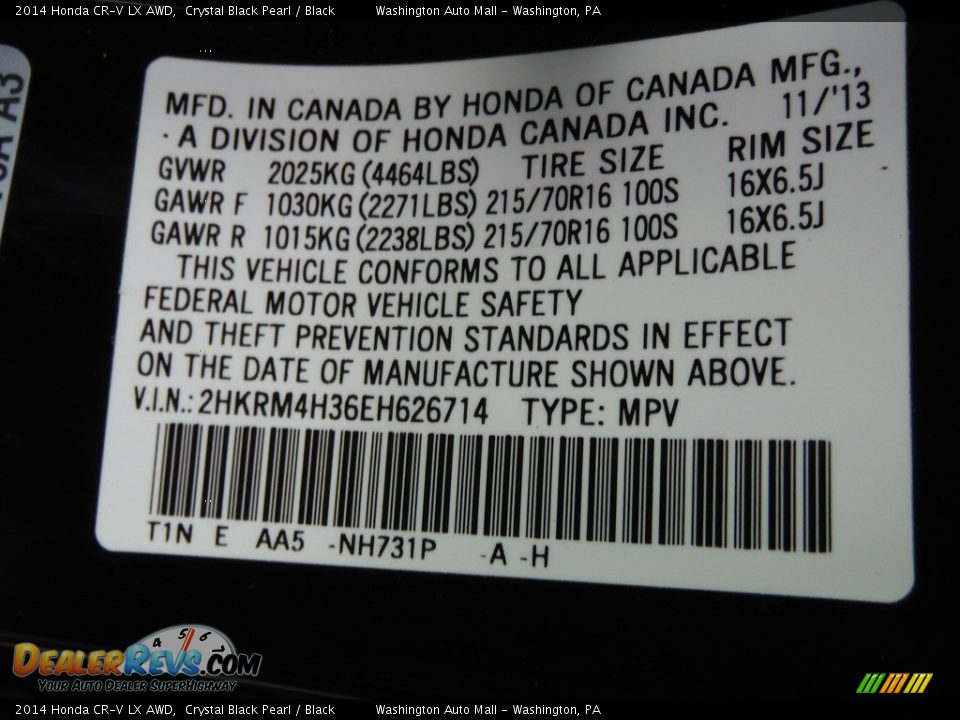 2014 Honda CR-V LX AWD, Crystal Black Pearl / Black Washington Auto Mall - Washington, PA
MFD. IN CANADA BY HONDA OF CANADA MFG.,
· A DIVISION OF HONDA CANADA INC. 11/'13
GVWR 2025KG (4464LBS) TIRE SIZE RIM SIZE
GAWR F 1030KG (2271LBS) 215/70R16 100S 16X6.5J
GAWR R 1015KG (2238LBS) 215/70R16 100S 16X6.5J
THIS VEHICLE CONFORMS TO ALL APPLICABLE
FEDERAL MOTOR VEHICLE SAFETY
AND THEFT PREVENTION STANDARDS IN EFFECT
ON THE DATE OF MANUFACTURE SHOWN ABOVE.
V.I.N.: 2HKRM4H36EH626714 TYPE: MPV
T1N E AA5 -NH731P -A -H
4 5 6
DEALERREVS.COM
YOUR AUTO DEALER SUPERHIGHWAY
2014 Honda CR-V LX AWD, Crystal Black Pearl / Black Washington Auto Mall - Washington, PA